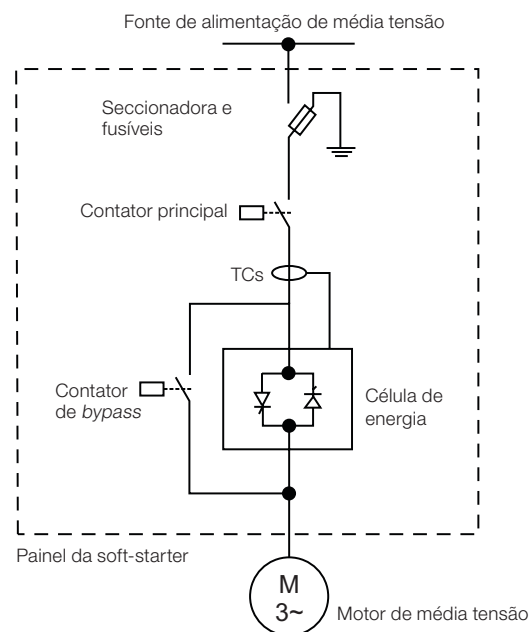 Fonte de alimentação de média tensão
Seccionadora e
fusíveis
Contator principal
TCs
Contator
de bypass
Célula de
energia
Painel da soft-starter
M
3~
Motor de média tensão